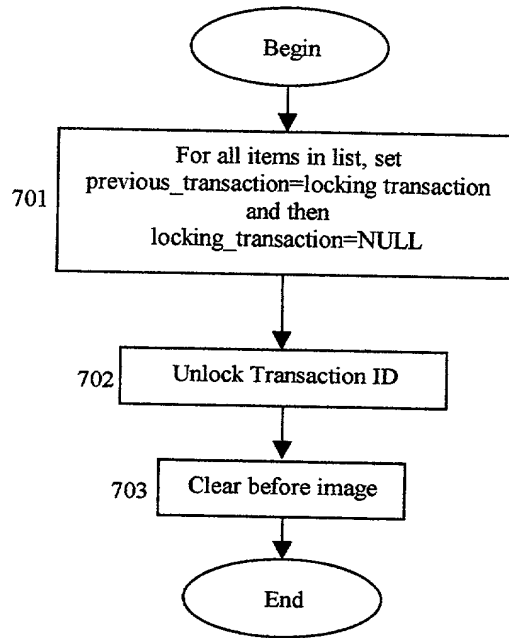 Begin
For all items in list, set
previous_transaction=locking transaction
and then
locking_transaction=NULL
701
702
Unlock Transaction ID
703
Clear before image
End